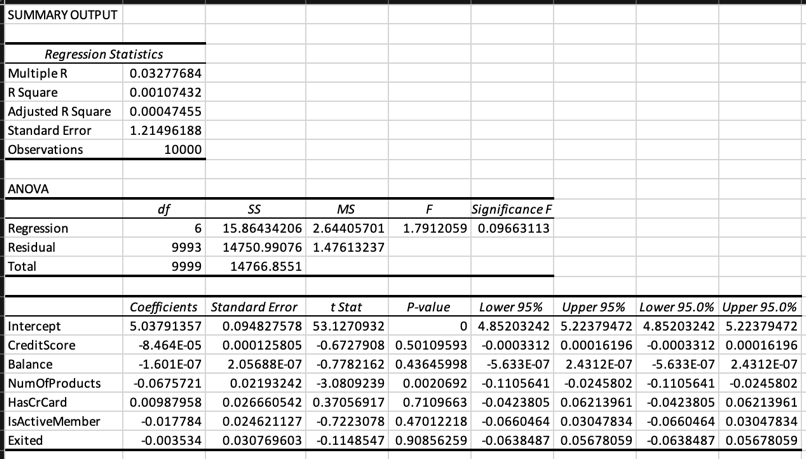 SUMMARY OUTPUT
Regression Statistics
Multiple R 0.03277684
R Square 0.00107432
Adjusted R Square 0.00047455
Standard Error 1.21496188
Observations 10000
ANOVA
df SS MS F Significance F
Regression 6 15.86434206 2.64405701 1.7912059 0.09663113
Residual 9993 14750.99076 1.47613237
Total 9999 14766.8551
Coefficients Standard Error t Stat P-value Lower 95% Upper 95% Lower 95.0% Upper 95.0%
Intercept 5.03791357 0.094827578 53.1270932 0 4.85203242 5.22379472 4.85203242 5.22379472
CreditScore -8.464E-05 0.000125805 -0.6727908 0.50109593 -0.0003312 0.00016196 -0.0003312 0.00016196
Balance -1.601E-07 2.05688E-07 -0.7782162 0.43645998 -5.633E-07 2.4312E-07 -5.633E-07 2.4312E-07
NumOfProducts -0.0675721 0.02193242 -3.0809239 0.0020692 -0.1105641 -0.0245802 -0.1105641 -0.0245802
HasCrCard 0.00987958 0.026660542 0.37056917 0.7109663 -0.0423805 0.06213961 -0.0423805 0.06213961
IsActiveMember -0.017784 0.024621127 -0.7223078 0.47012218 -0.0660464 0.03047834 -0.0660464 0.03047834
Exited -0.003534 0.030769603 -0.1148547 0.90856259 -0.0638487 0.05678059 -0.0638487 0.05678059